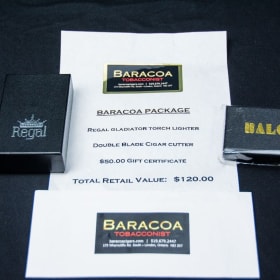 BARACOA
TOBACCONIST
BARACOA PACKAGE
REGAL GLADIATOR TORCH LIGHTER
DOUBLE BLADE CIGAR CUTTER
$50.00 GIFT CERTIFICATE
TOTAL RETAIL VALUE: $120.00
Regal
BARACOA
TOBACCONIST